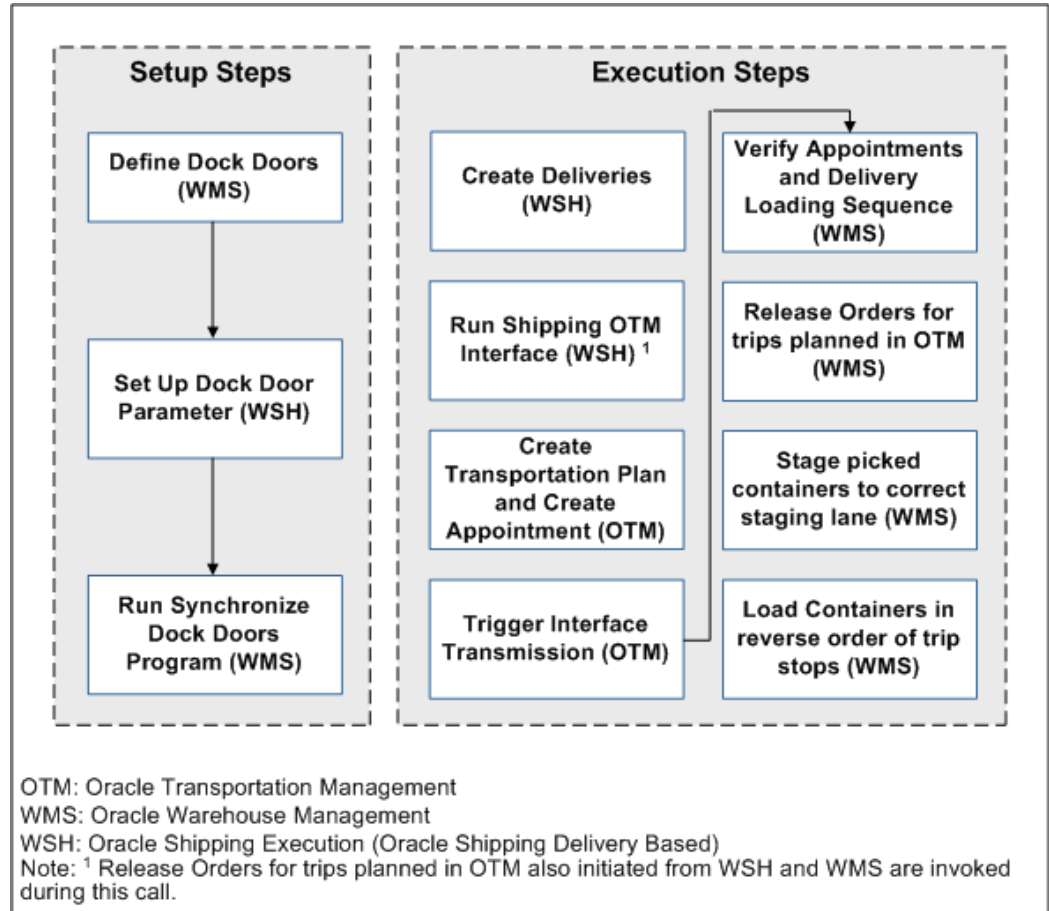 Setup Steps
Define Dock Doors
(WMS)
Set Up Dock Door
Parameter (WSH)
Run Synchronize
Dock Doors
Program (WMS)
Execution Steps
Create Deliveries
(WSH)
Run Shipping OTM
Interface (WSH) ¹
Create
Transportation Plan
and Create
Appointment (OTM)
Trigger Interface
Transmission (OTM)
Verify Appointments
and Delivery
Loading Sequence
(WMS)
Release Orders for
trips planned in OTM
(WMS)
Stage picked
containers to correct
staging lane (WMS)
Load Containers in
reverse order of trip
stops (WMS)
OTM: Oracle Transportation Management
WMS: Oracle Warehouse Management
WSH: Oracle Shipping Execution (Oracle Shipping Delivery Based)
Note: ¹ Release Orders for trips planned in OTM also initiated from WSH and WMS are invoked
during this call.